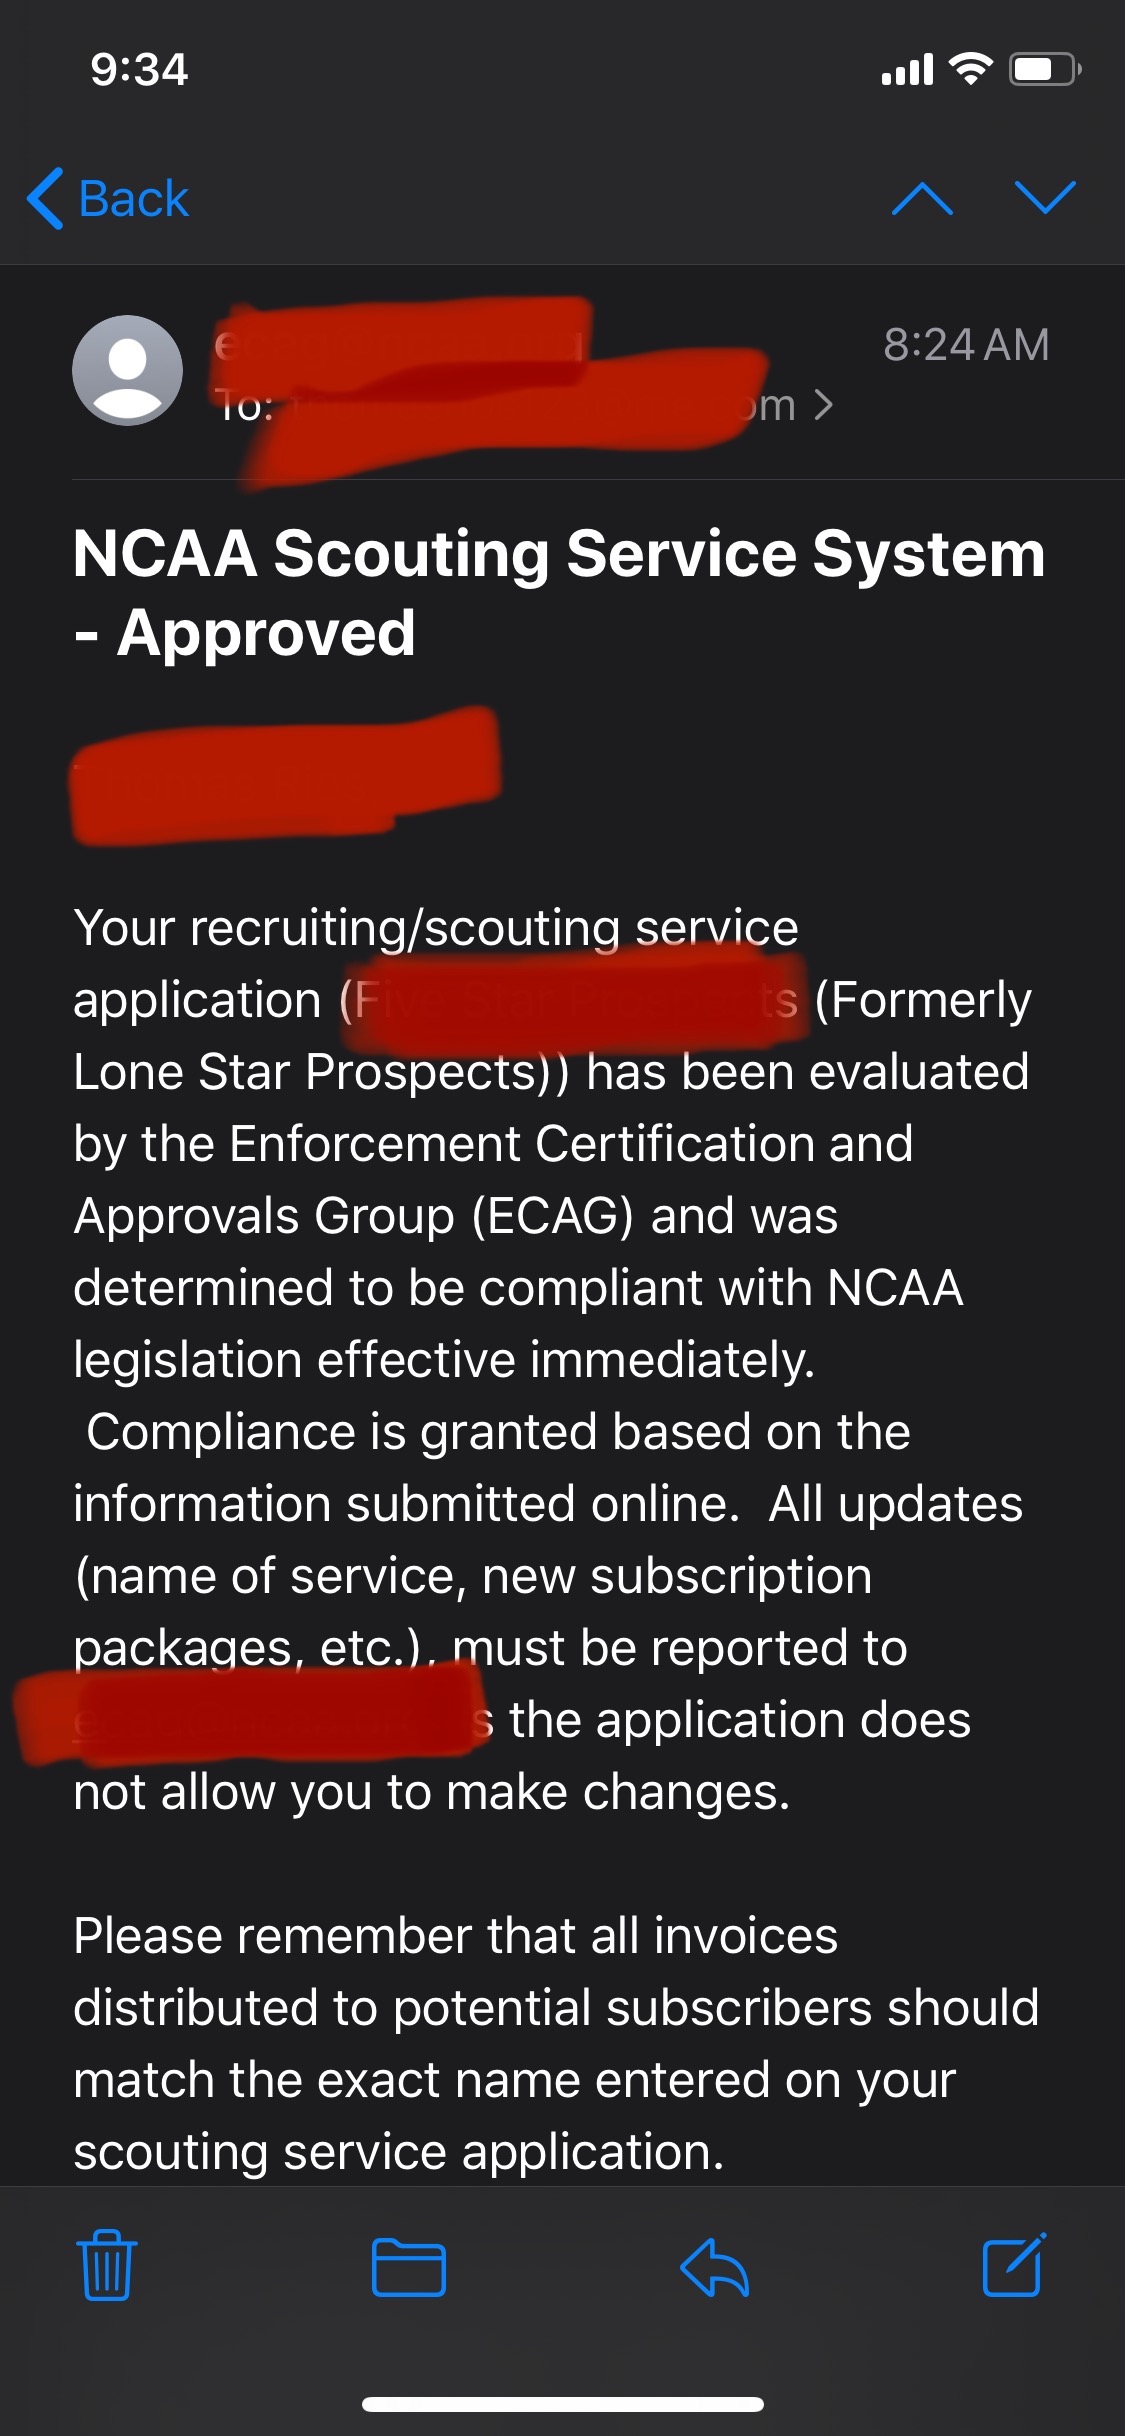 9:34
Back
8:24 AM
To: om
NCAA Scouting Service System
- Approved
Your recruiting/scouting service
application ( (Formerly
Lone Star Prospects)) has been evaluated
by the Enforcement Certification and
Approvals Group (ECAG) and was
determined to be compliant with NCAA
legislation effective immediately.
Compliance is granted based on the
information submitted online. All updates
(name of service, new subscription
packages, etc.), must be reported to
the application does
not allow you to make changes.
Please remember that all invoices
distributed to potential subscribers should
match the exact name entered on your
scouting service application.